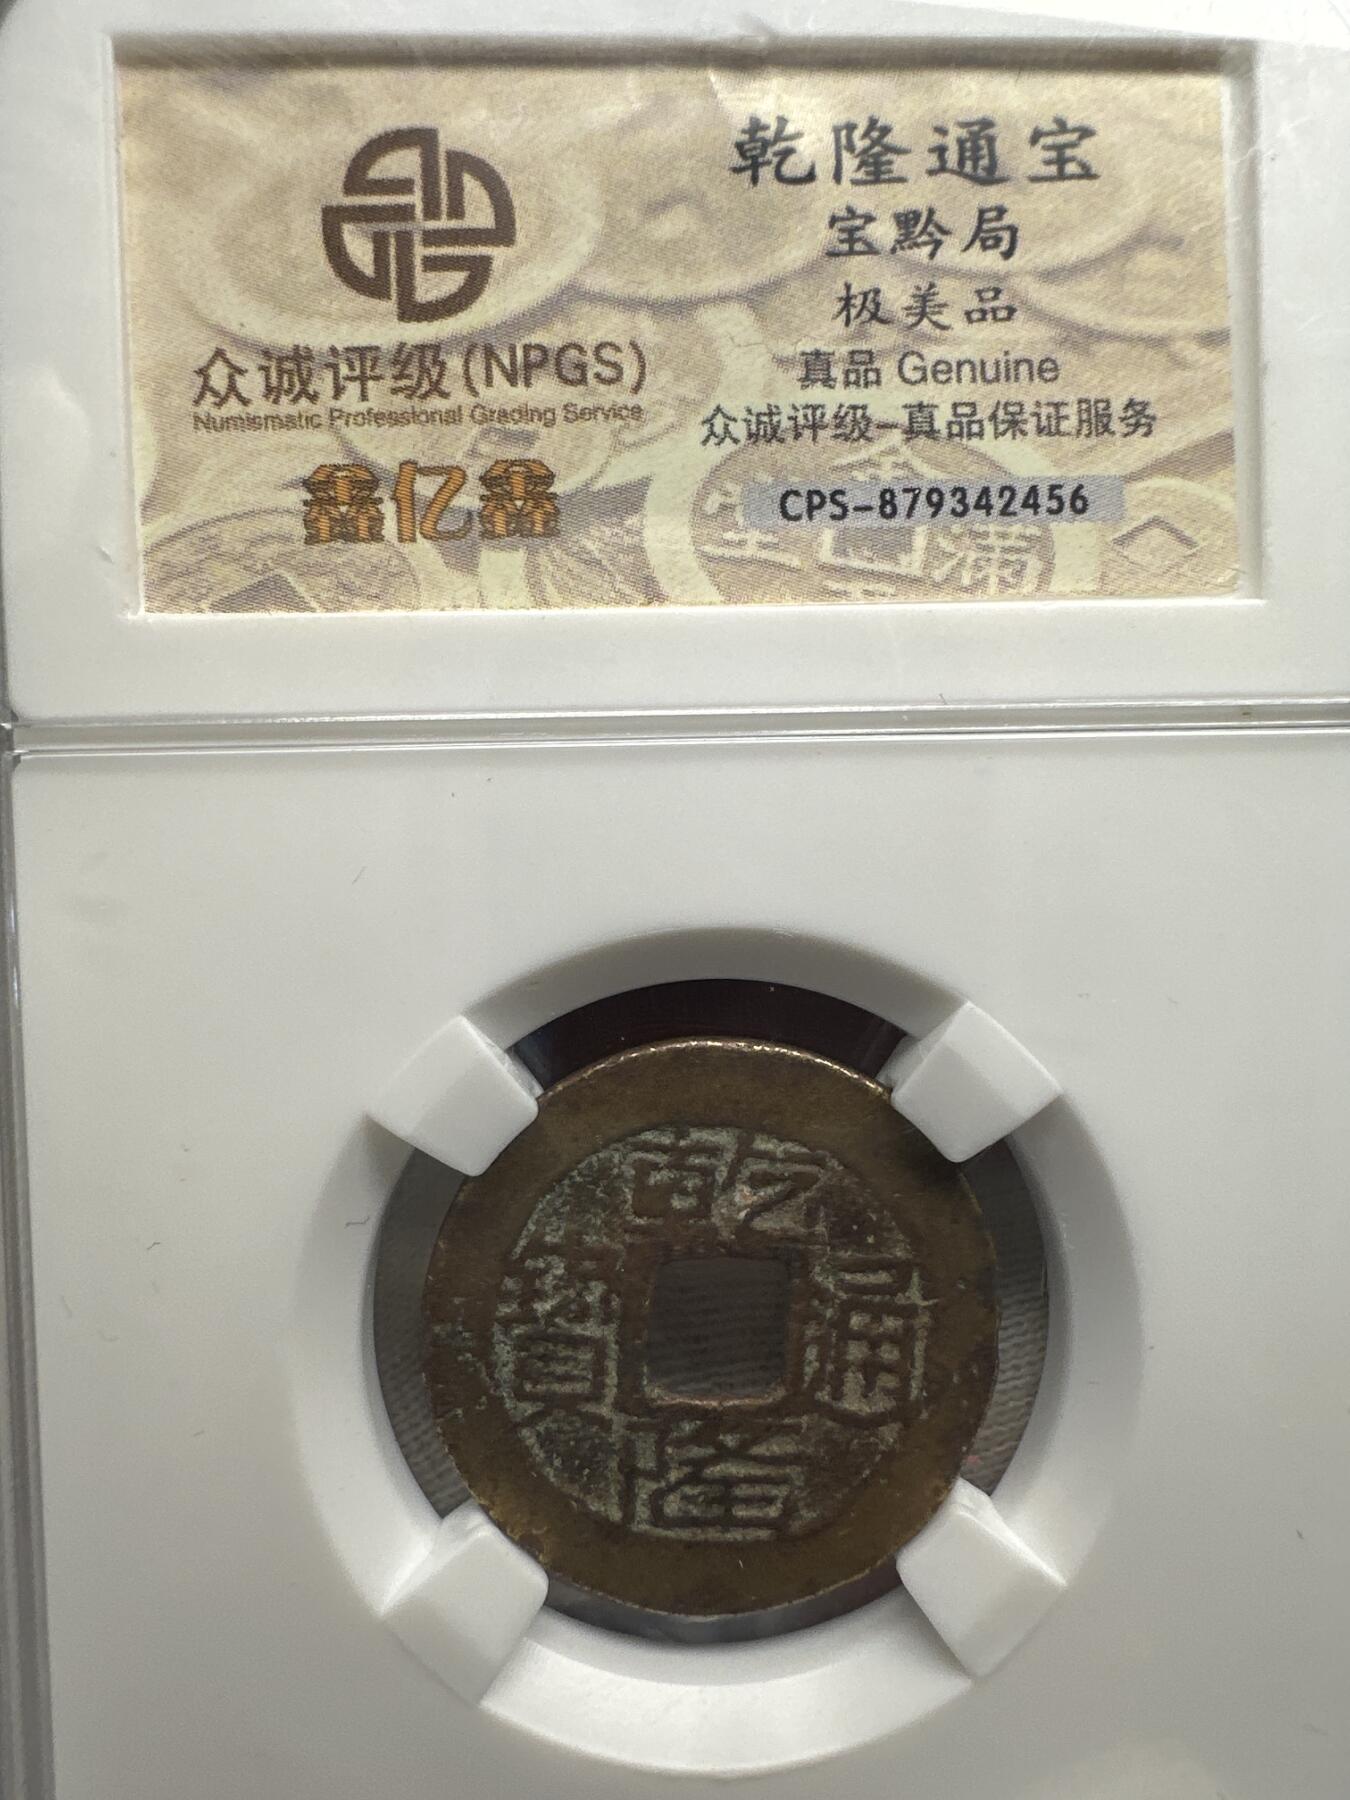 乾隆通宝
宝黔局
极美品
真品 Genuine
众诚评级-真品保证服务
CPS-879342456
众诚评级(NPGS)
Numismatic Professional Grading Service
鑫亿鑫
乾隆通寶